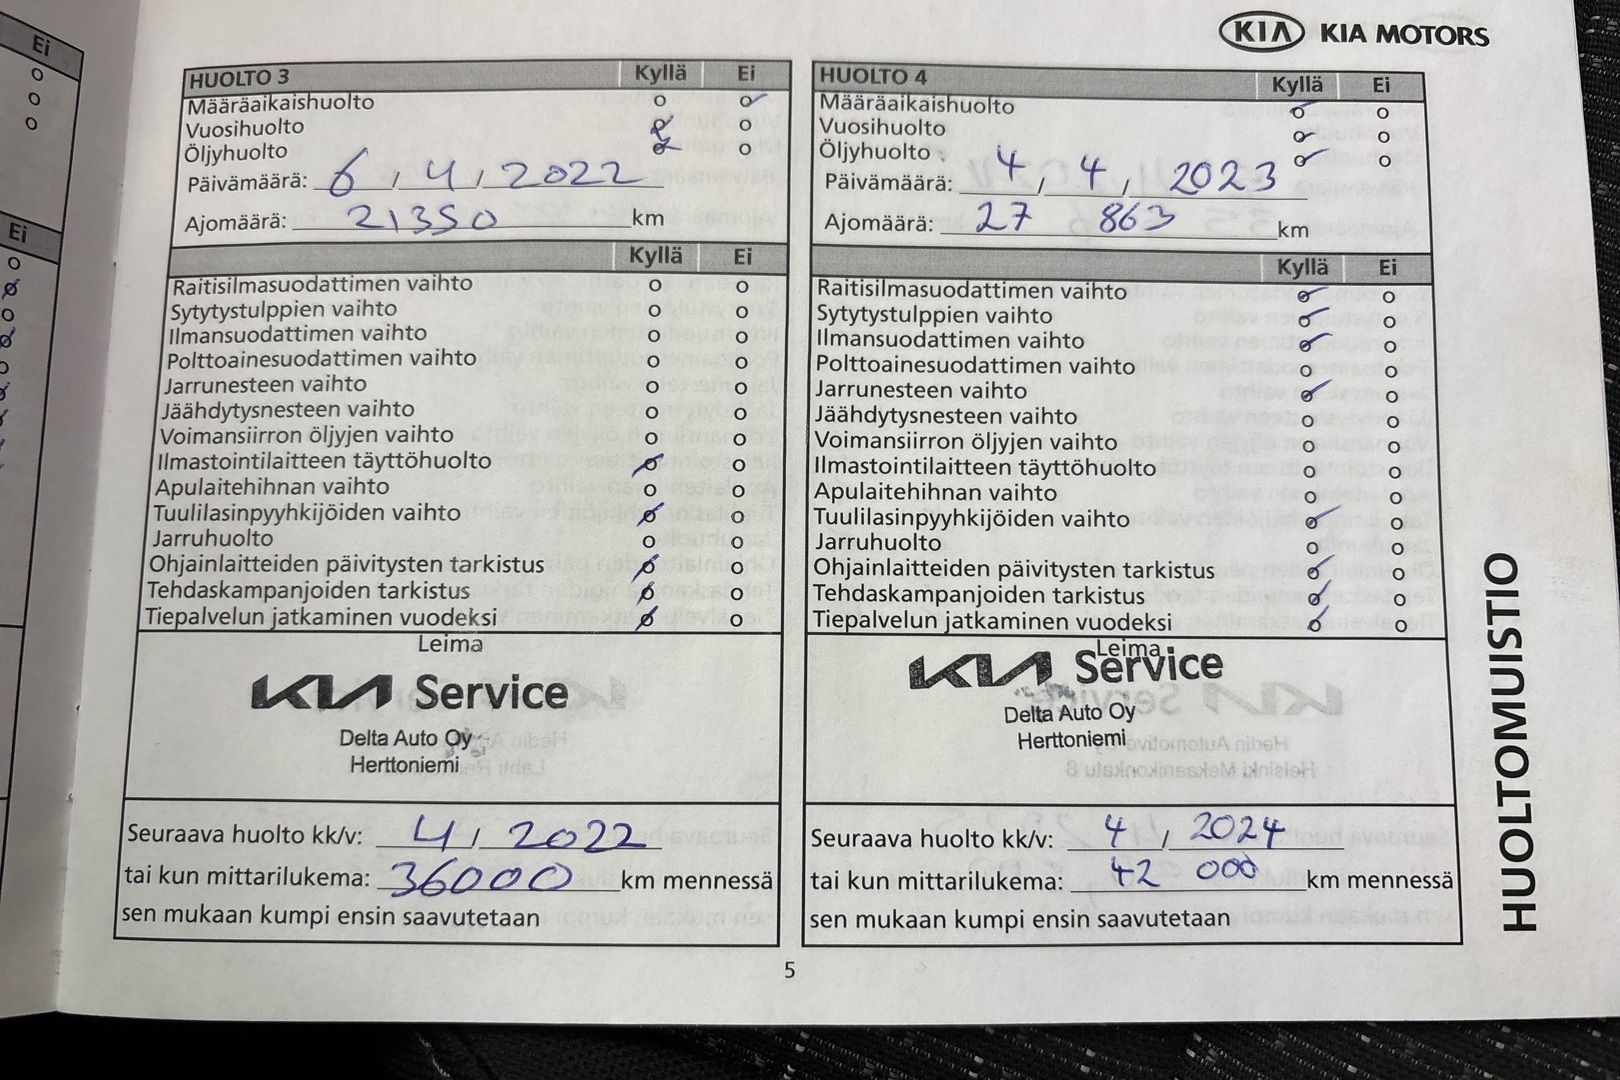 KIA KIA MOTORS
Ei
Ei
HUOLTO 3 Kyllä Ei
Määräaikaishuolto
Vuosihuolto
Öljyhuolto
Päivämäärä: 6 / 4 / 2022
Ajomäärä: 21350 km
Kyllä Ei
Raitisilmasuodattimen vaihto
Sytytystulppien vaihto
Ilmansuodattimen vaihto
Polttoainesuodattimen vaihto
Jarrunesteen vaihto
Jäähdytysnesteen vaihto
Voimansiirron öljyjen vaihto
Ilmastointilaitteen täyttöhuolto
Apulaitehihnan vaihto
Tuulilasinpyyhkijöiden vaihto
Jarruhuolto
Ohjainlaitteiden päivitysten tarkistus
Tehdaskampanjoiden tarkistus
Tiepalvelun jatkaminen vuodeksi
Leima
KIA Service
Delta Auto Oy
Herttoniemi
Seuraava huolto kk/v: 4 / 2022
tai kun mittarilukema: 36000 km mennessä
sen mukaan kumpi ensin saavutetaan
HUOLTO 4 Kyllä Ei
Määräaikaishuolto
Vuosihuolto
Öljyhuolto
Päivämäärä: 4 / 4 / 2023
Ajomäärä: 27 863 km
Kyllä Ei
Raitisilmasuodattimen vaihto
Sytytystulppien vaihto
Ilmansuodattimen vaihto
Polttoainesuodattimen vaihto
Jarrunesteen vaihto
Jäähdytysnesteen vaihto
Voimansiirron öljyjen vaihto
Ilmastointilaitteen täyttöhuolto
Apulaitehihnan vaihto
Tuulilasinpyyhkijöiden vaihto
Jarruhuolto
Ohjainlaitteiden päivitysten tarkistus
Tehdaskampanjoiden tarkistus
Tiepalvelun jatkaminen vuodeksi
Leima
KIA Service
Delta Auto Oy
Herttoniemi
Seuraava huolto kk/v: 4 / 2024
tai kun mittarilukema: 42 000 km mennessä
sen mukaan kumpi ensin saavutetaan
HUOLTOMUISTIO
5